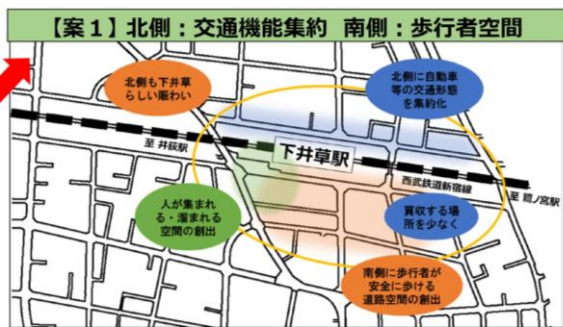 【案１】北側：交通機能集約 南側：歩行者空間
北側も下井草
らしい賑わい
北側に自動車
等の交通形態
を集約化
至 井荻駅
下井草駅
西武鉄道新宿線
至 鷺ノ宮駅
人が集まれ
る・溜まれる
空間の創出
買収する場
所を少なく
南側に歩行者が
安全に歩ける
道路空間の創出